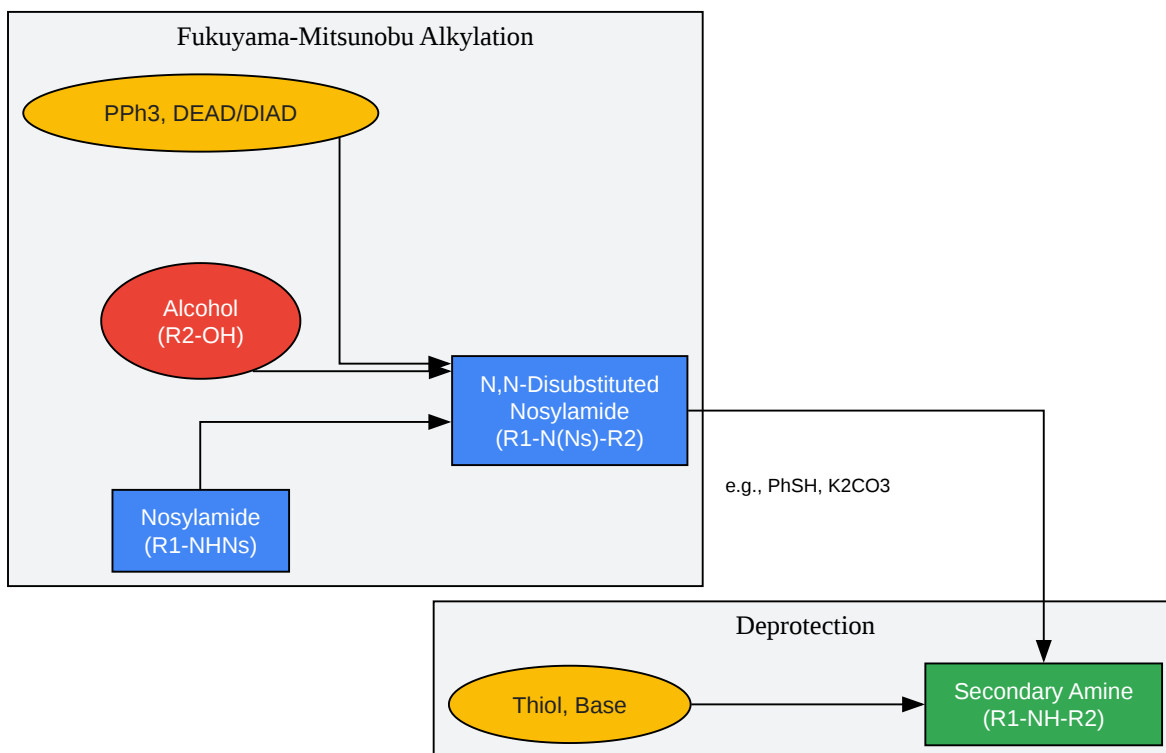 Fukuyama-Mitsunobu Alkylation
PPh3, DEAD/DIAD
Alcohol
(R2-OH)
N,N-Disubstituted
Nosylamide
(R1-N(Ns)-R2)
e.g., PhSH, K2CO3
Nosylamide
(R1-NHNs)
Deprotection
Thiol, Base
Secondary Amine
(R1-NH-R2)